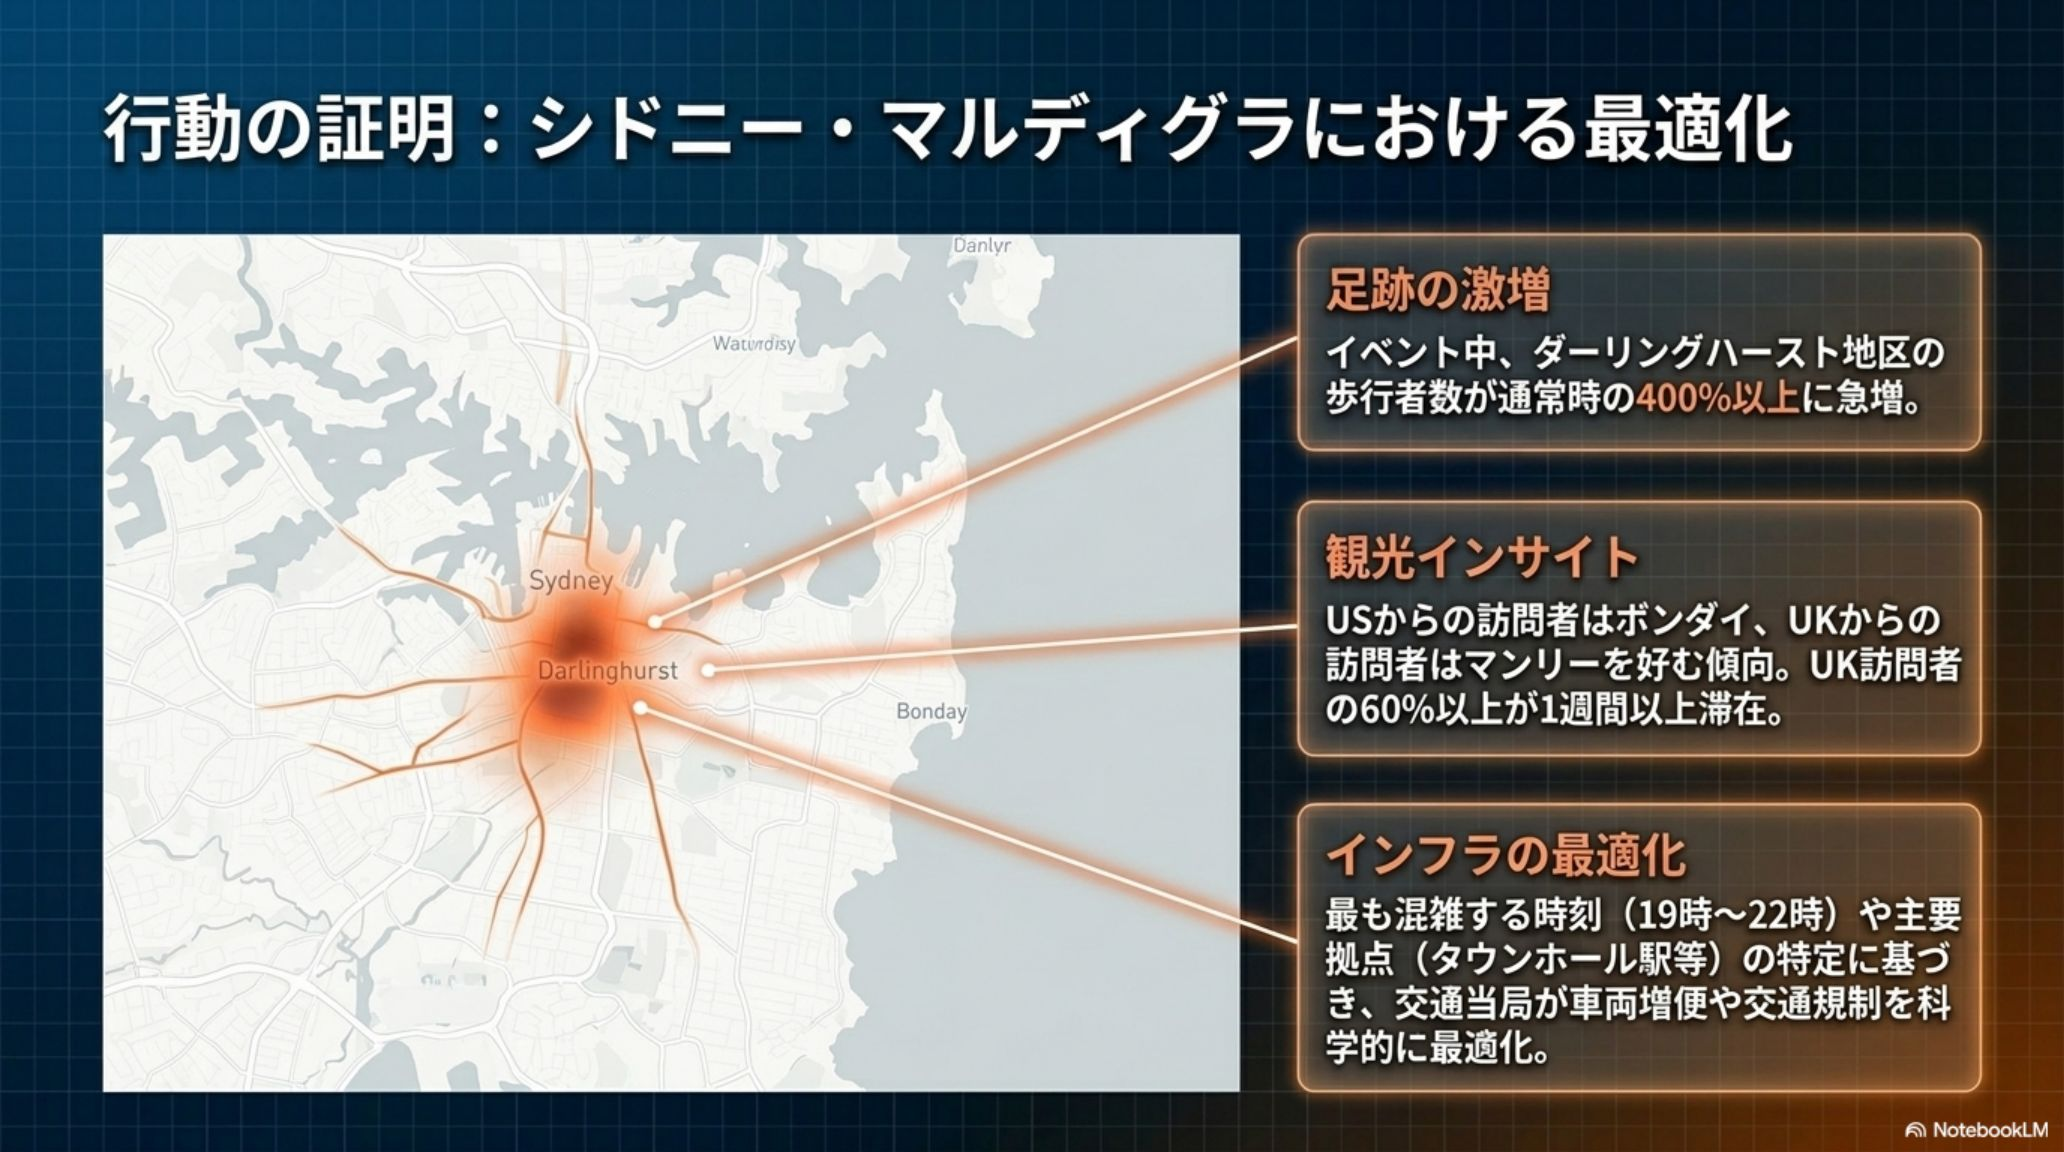 行動の証明：シドニー・マルディグラにおける最適化
Danlyr
Sydney
Darlinghurst
Bonday
足跡の激増
イベント中、ダーリングハースト地区の
歩行者数が通常時の400%以上に急増。
観光インサイト
USからの訪問者はボンダイ、UKからの
訪問者はマンリーを好む傾向。UK訪問者
の60%以上が1週間以上滞在。
インフラの最適化
最も混雑する時刻（19時〜22時）や主要
拠点（タウンホール駅等）の特定に基づ
き、交通当局が車両増便や交通規制を科
学的に最適化。
NotebookLM